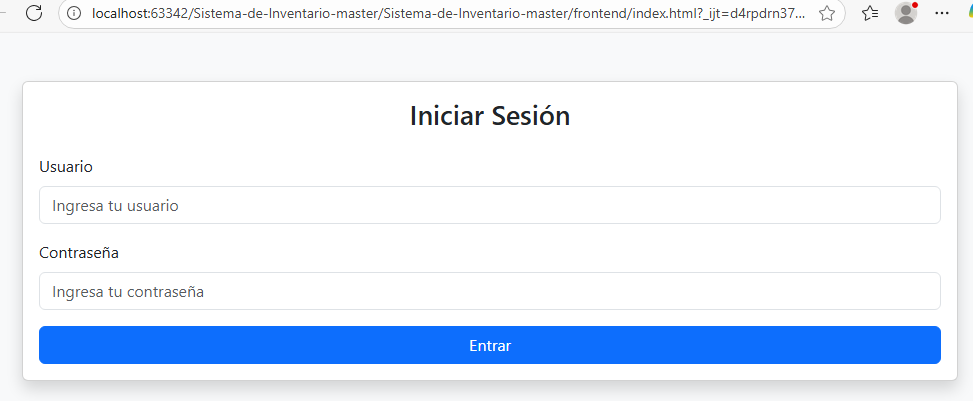 localhost:63342/Sistema-de-Inventario-master/Sistema-de-Inventario-master/frontend/index.html?_ijt=d4rpdrn37...
Iniciar Sesión
Usuario
Ingresa tu usuario
Contraseña
Ingresa tu contraseña
Entrar